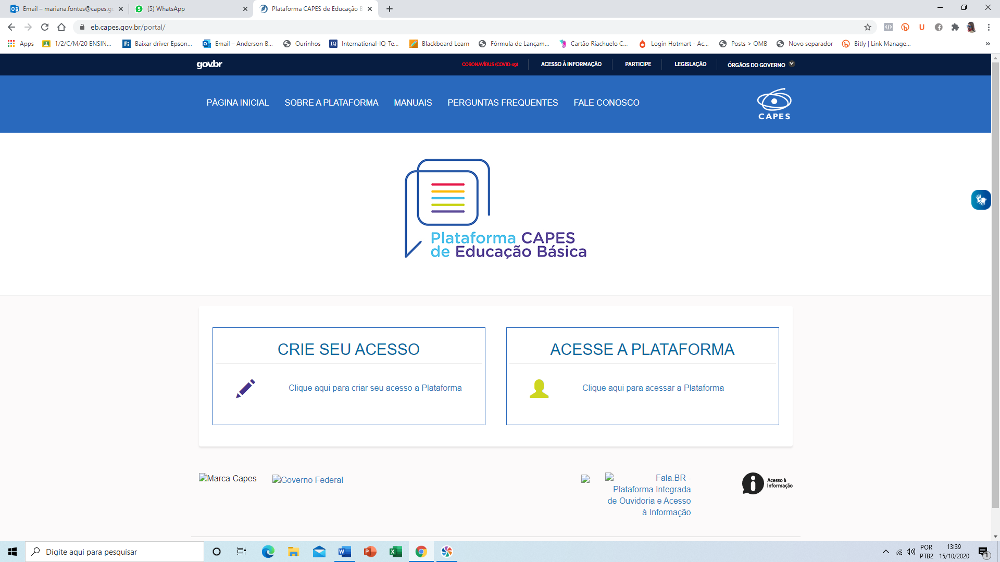 Email – mariana.fontes@capes.gc
(5) WhatsApp
Plataforma CAPES de Educação B
eb.capes.gov.br/portal/
Apps
1/2/C/M/20 ENSIN...
Baixar driver Epson...
Email – Anderson B...
Ourinhos
International-IQ-Te...
Blackboard Learn
Fórmula de Lançam...
Cartão Riachuelo C...
Login Hotmart - Ac...
Posts > OMB
Novo separador
Bitly | Link Manage...
»
gov.br
CORONAVÍRUS (COVID-19)
ACESSO À INFORMAÇÃO
PARTICIPE
LEGISLAÇÃO
ÓRGÃOS DO GOVERNO
PÁGINA INICIAL
SOBRE A PLATAFORMA
MANUAIS
PERGUNTAS FREQUENTES
FALE CONOSCO
CAPES
Plataforma CAPES
de Educação Básica
CRIE SEU ACESSO
Clique aqui para criar seu acesso a Plataforma
ACESSE A PLATAFORMA
Clique aqui para acessar a Plataforma
Marca Capes
Governo Federal
Fala.BR -
Plataforma Integrada
de Ouvidoria e Acesso
à Informação
Acesso à
Informação
Digite aqui para pesquisar
POR
PTB2
13:39
15/10/2020
1